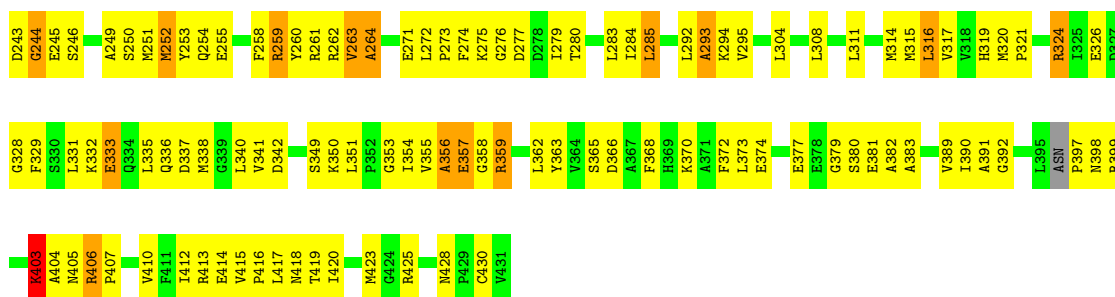 D243 G244 E245 S246 A249 S250 M251 M252 Y253 Q254 E255 F258 R259 Y260 R261 R262 V263 A264 E271 L272 P273 F274 K275 G276 D277 D278 I279 T280 L283 I284 L285 L292 A293 K294 V295 L304 L308 L311 M314 M315 L316 V317 V318 H319 M320 P321 R324 I325 E326 D327
G328 F329 S330 L331 K332 E333 Q334 L335 Q336 D337 M338 G339 L340 V341 D342 S349 K350 L351 P352 G353 I354 V355 A356 E357 G358 R359 L362 Y363 V364 S365 D366 A367 F368 H369 K370 A371 F372 L373 E374 E377 E378 G379 S380 E381 A382 A383 V389 I390 A391 G392 L395 ASN P397 N398
K403 A404 N405 R406 P407 V410 F411 I412 R413 E414 V415 P416 L417 N418 T419 I420 M423 G424 R425 N428 P429 C430 V431